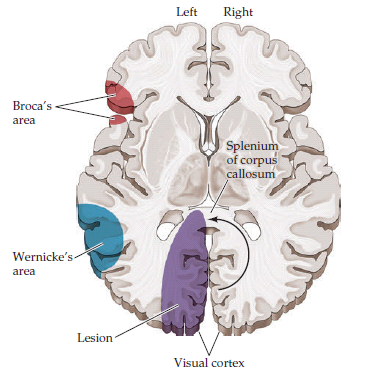 Left
Right
Broca's
area
Splenium
of corpus
callosum
Wernicke's
area
Lesion
Visual cortex